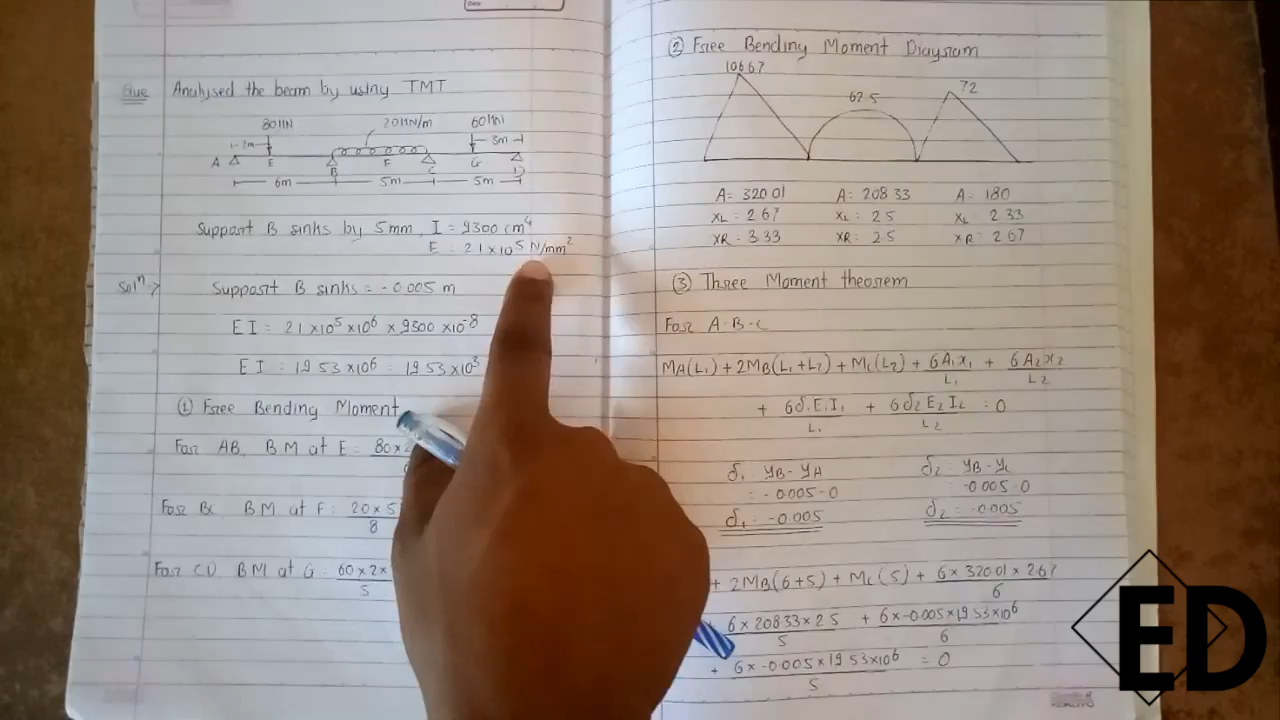 Date
Que Analysed the beam by using TMT
80KN 20KN/m 60KN
2m 3m
A E B F C G D
6m 5m 5m
Support B sinks by 5mm, I = 9300 cm⁴
E = 2.1 × 10⁵ N/mm²
Solⁿ → Support B sinks = -0.005 m
EI = 2.1 × 10⁵ × 10⁶ × 9300 × 10⁻⁸
EI = 19.53 × 10⁶ = 19.53 × 10³
① Free Bending Moment
For AB, BM at E = 80×
For BC BM at F = 20 × 5
8
For CD BM at G = 60 × 2 ×
5
② Free Bending Moment Diagram
106.67 62.5 72
A = 320.01 A = 208.33 A = 180
XL = 2.67 XL = 2.5 XL = 2.33
XR = 3.33 XR = 2.5 XR = 2.67
③ Three Moment theorem
For A-B-C
MA(L1) + 2MB(L1+L2) + MC(L2) + 6A1x1 + 6A2x2
L1 L2
+ 6δ1E1I1 + 6δ2E2I2 = 0
L1 L2
δ1 = yB - yA δ2 = yB - yC
= -0.005-0 = -0.005-0
δ1 = -0.005 δ2 = -0.005
+ 2MB(6+5) + MC(5) + 6 × 320.01 × 2.67
6
6 × 208.33 × 2.5 + 6 × -0.005 × 19.53 × 10⁶
5 6
+ 6 × -0.005 × 19.53 × 10⁶ = 0
5
ED